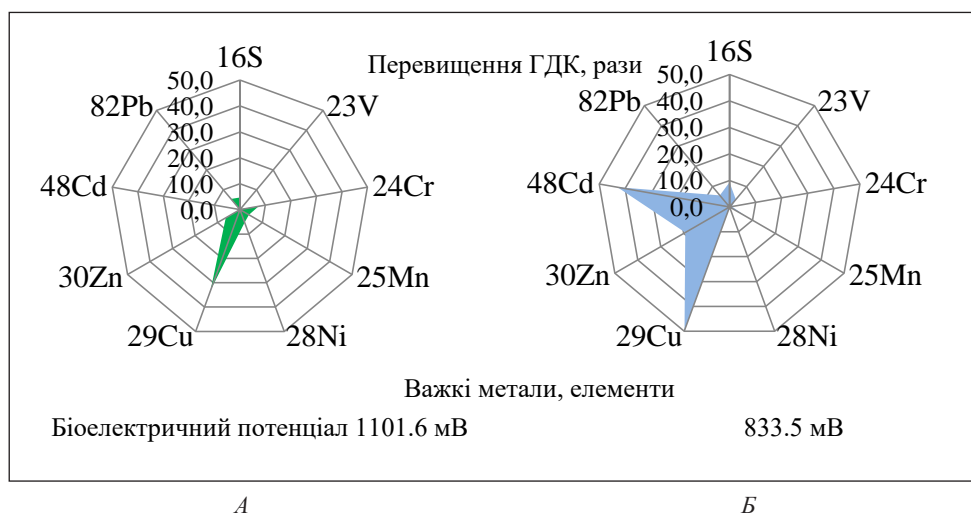 Перевищення ГДК, рази
16S
50,0
40,0
30,0
20,0
10,0
0,0
23V
24Cr
25Mn
28Ni
29Cu
30Zn
48Cd
82Pb
16S
50,0
40,0
30,0
20,0
10,0
0,0
23V
24Cr
25Mn
28Ni
29Cu
30Zn
48Cd
82Pb
Важкі метали, елементи
Біоелектричний потенціал 1101.6 мВ
833.5 мВ
А
Б